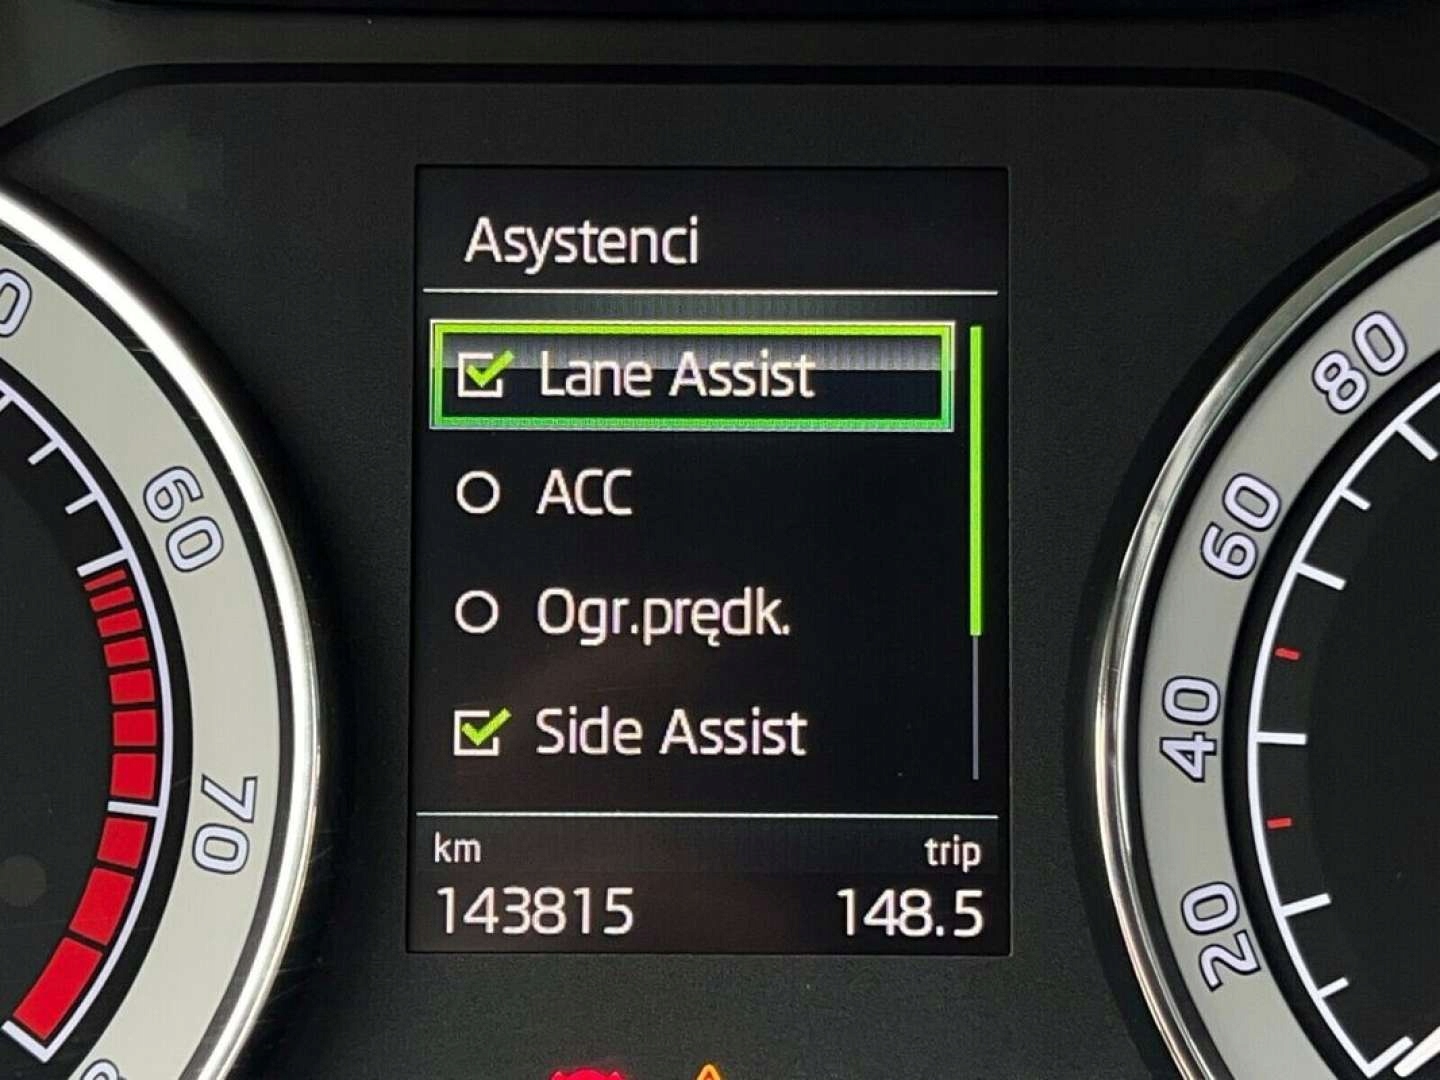 Asystenci
Lane Assist
ACC
Ogr.prędk.
Side Assist
km trip
143815 148.5
60
70
80
60
40
20